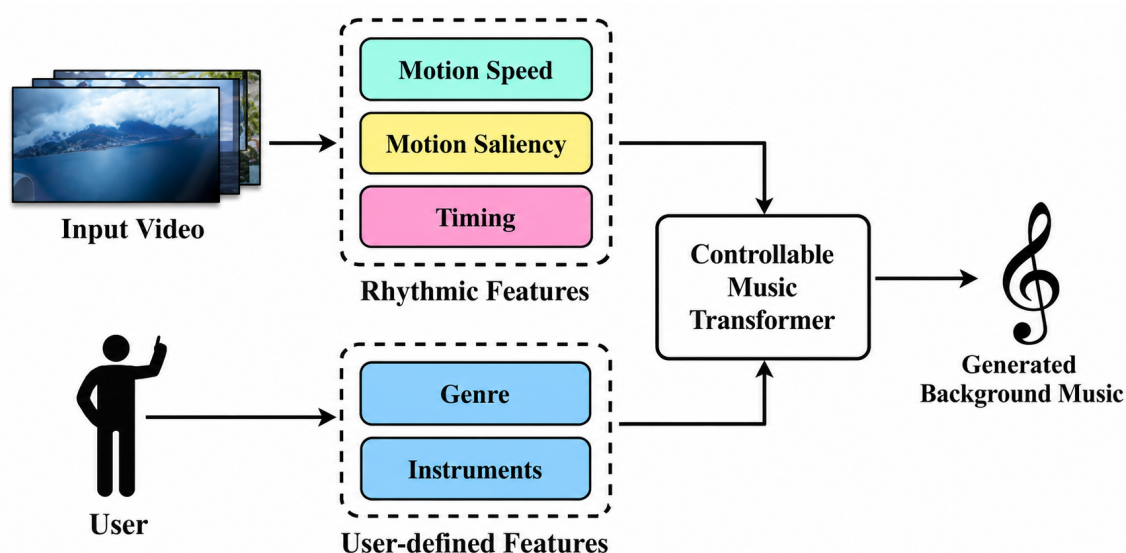 Input Video
Motion Speed
Motion Saliency
Timing
Rhythmic Features
User
Genre
Instruments
User-defined Features
Controllable
Music
Transformer
Generated
Background Music